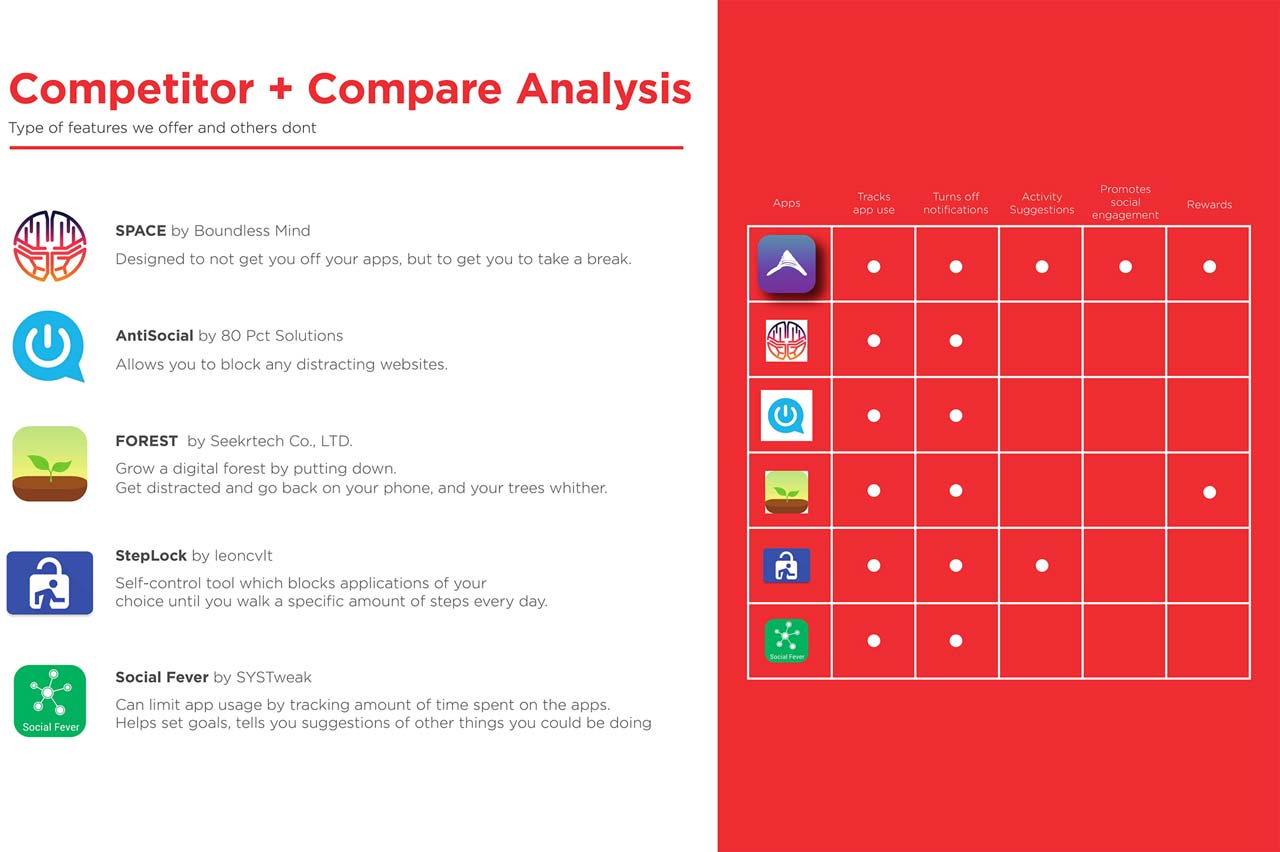 Competitor + Compare Analysis
Type of features we offer and others dont
SPACE by Boundless Mind
Designed to not get you off your apps, but to get you to take a break.
AntiSocial by 80 Pct Solutions
Allows you to block any distracting websites.
FOREST by Seekrtech Co., LTD.
Grow a digital forest by putting down.
Get distracted and go back on your phone, and your trees whither.
StepLock by leoncvlt
Self-control tool which blocks applications of your
choice until you walk a specific amount of steps every day.
Social Fever
Social Fever by SYSTweak
Can limit app usage by tracking amount of time spent on the apps.
Helps set goals, tells you suggestions of other things you could be doing
Apps
Tracks
app use
Turns off
notifications
Activity
Suggestions
Promotes
social
engagement
Rewards
Social Fever